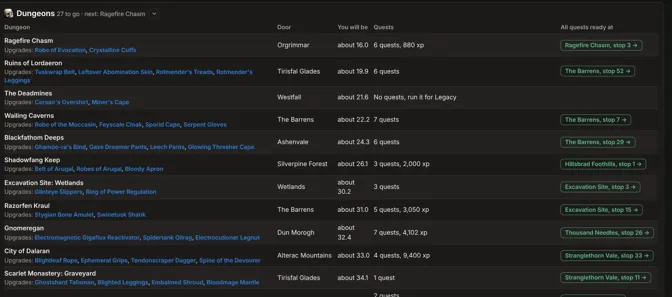 Dungeons 27 to go · next: Ragefire Chasm
Dungeon Door You will be Quests All quests ready at
Ragefire Chasm
Upgrades: Robe of Evocation, Crystalline Cuffs
Orgrimmar about 16.0 6 quests, 880 xp Ragefire Chasm, stop 3 →
Ruins of Lordaeron
Upgrades: Tuskwrap Belt, Leftover Abomination Skin, Rotmender's Treads, Rotmender's
Leggings
Tirisfal Glades about 19.9 6 quests The Barrens, stop 52 →
The Deadmines
Upgrades: Corsair's Overshirt, Miner's Cape
Westfall about 21.6 No quests, run it for Legacy
Wailing Caverns
Upgrades: Robe of the Moccasin, Feyscale Cloak, Sporid Cape, Serpent Gloves
The Barrens about 22.2 7 quests The Barrens, stop 7 →
Blackfathom Deeps
Upgrades: Ghamoo-ra's Bind, Gaze Dreamer Pants, Leech Pants, Glowing Thresher Cape
Ashenvale about 24.3 6 quests The Barrens, stop 29 →
Shadowfang Keep
Upgrades: Belt of Arugal, Robes of Arugal, Bloody Apron
Silverpine Forest about 26.1 3 quests, 2,000 xp Hillsbrad Foothills, stop 1 →
Excavation Site: Wetlands
Upgrades: Slippers, Ring of Power Regulation
Wetlands about
30.2
3 quests Excavation Site, stop 3 →
Razorfen Kraul
Upgrades: Stygian Bone Amulet, Swinetusk Shank
The Barrens about 31.0 5 quests, 3,050 xp Excavation Site, stop 15 →
Gnomeregan
Upgrades: Electromagnetic Gigaflux Reactivator, Spidertank Oilrag, Electrocutioner Lagnut
Dun Morogh about
32.4
7 quests, 4,102 xp Thousand Needles, stop 26 →
City of Dalaran
Upgrades: Blightleaf Rope, Ephemeral Grips, Tendonscraper Dagger, Spine of the Devourer
Alterac Mountains about 33.0 4 quests, 9,400 xp Stranglethorn Vale, stop 33 →
Scarlet Monastery: Graveyard
Upgrades: Ghostshard Talisman, Blighted Leggings, Embalmed Shroud, Bloodmage Mantle
Tirisfal Glades about 34.1 1 quest Stranglethorn Vale, stop 11 →
2 quests